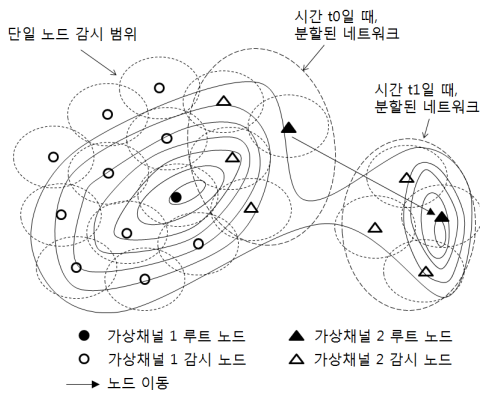 단일 노드 감시 범위
시간 t0일 때,
분할된 네트워크
시간 t1일 때,
분할된 네트워크
가상채널 1 루트 노드
가상채널 2 루트 노드
가상채널 1 감시 노드
가상채널 2 감시 노드
노드 이동